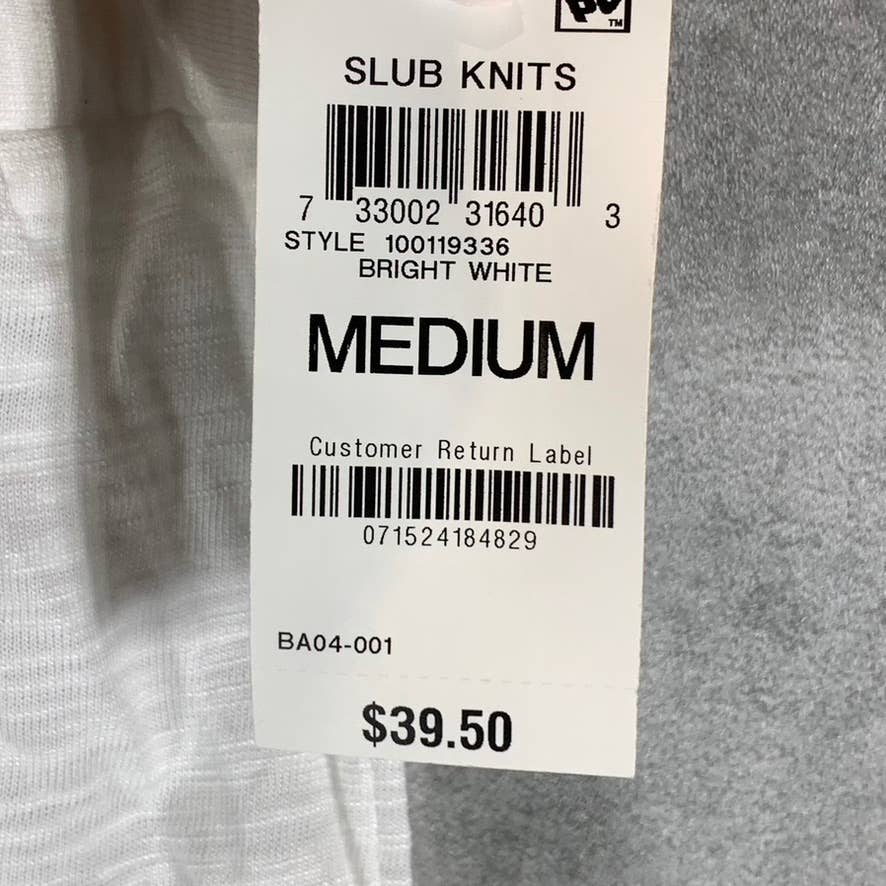 TM
SLUB KNITS
7 33002 31640 3
STYLE 100119336
BRIGHT WHITE
MEDIUM
Customer Return Label
071524184829
BA04-001
$39.50